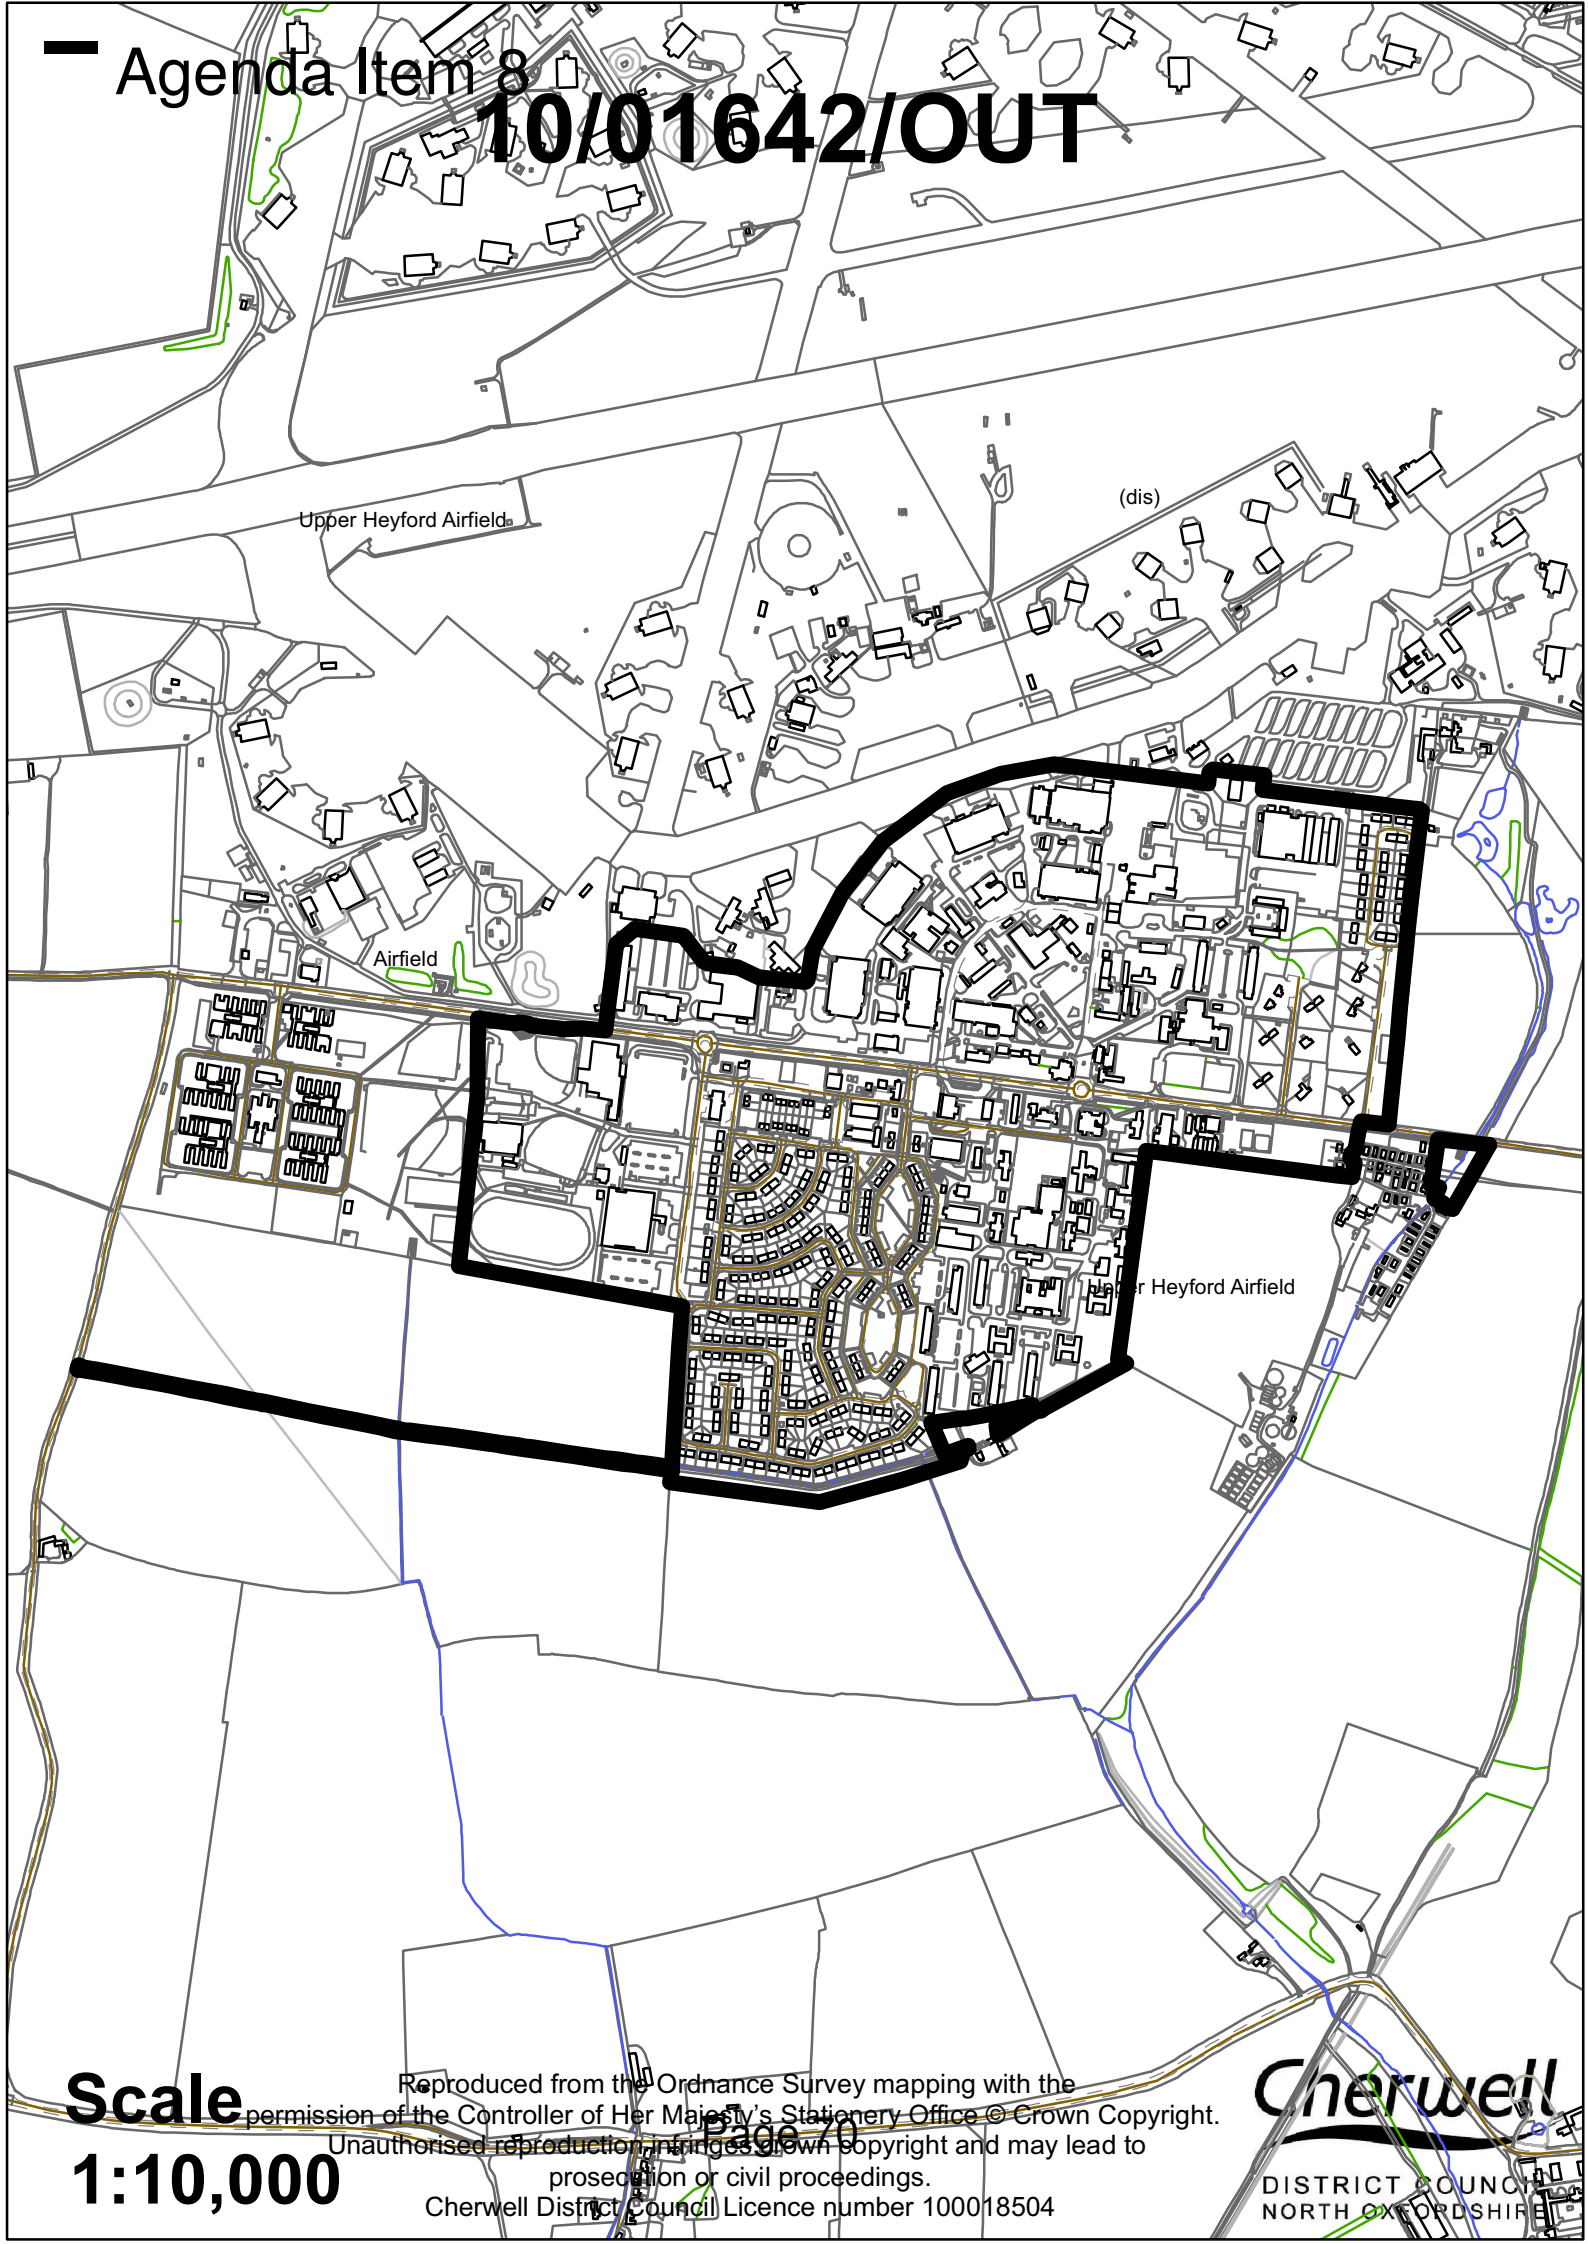 Agenda Item 8
10/01642/OUT
(dis)
Upper Heyford Airfield
Airfield
Upper Heyford Airfield
Scale
1:10,000
Reproduced from the Ordnance Survey mapping with the
permission of the Controller of Her Majesty's Stationery Office © Crown Copyright.
Unauthorised reproduction infringes crown copyright and may lead to
prosecution or civil proceedings.
Cherwell District Council Licence number 100018504
Page 70
Cherwell
DISTRICT COUNCIL
NORTH OXFORDSHIRE